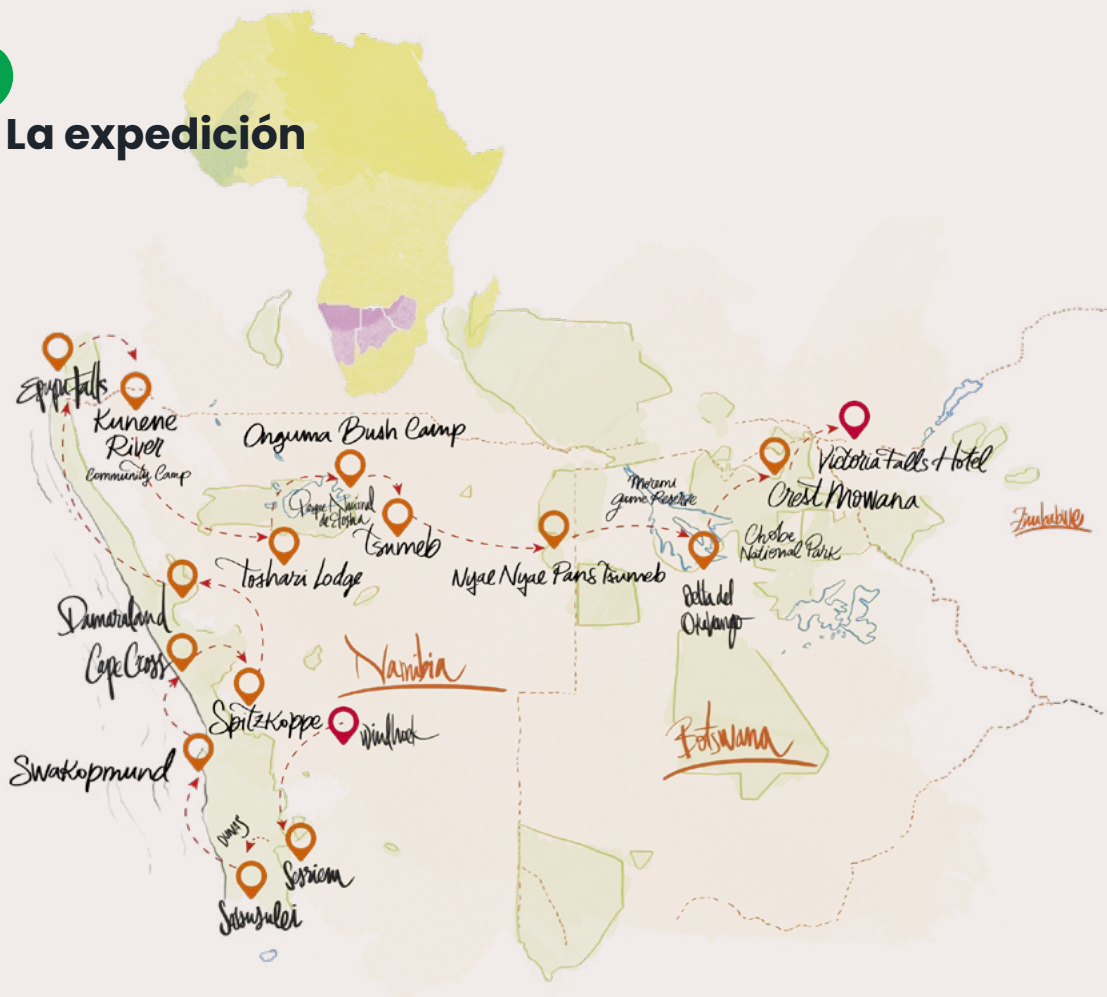 La expedición
Epupa falls
Kunene
River
Community Camp
Onguma Bush Camp
Parque Nacional
de Etosha
Tsumeb
Toshari Lodge
Nyae Nyae Pans Tsumeb
Moremi
game Reserve
Victoria Falls Hotel
Crest Mowana
Chobe
National Park
Delta del
Okavango
Zimbabue
Damaraland
Cape Cross
Spitzkoppe
Namibia
Windhoek
Botswana
Swakopmund
DUNAS
Sesriem